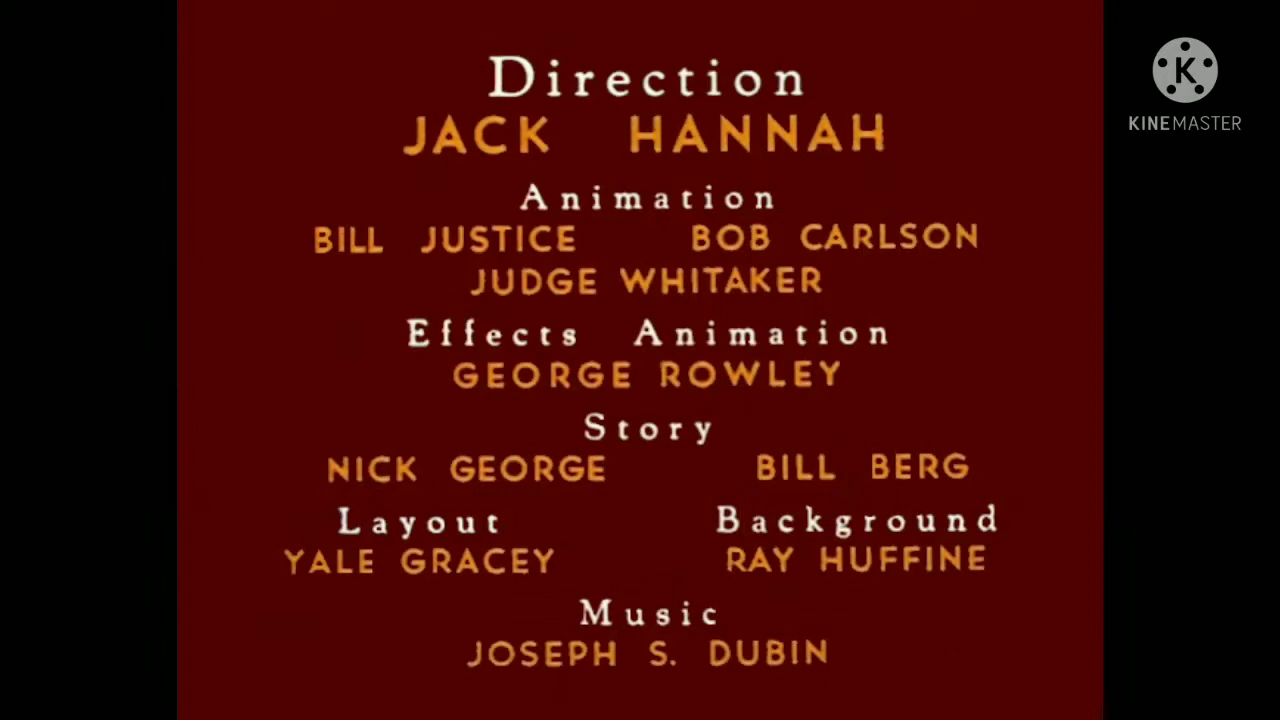 Direction
JACK HANNAH
Animation
BILL JUSTICE BOB CARLSON
JUDGE WHITAKER
Effects Animation
GEORGE ROWLEY
Story
NICK GEORGE BILL BERG
Layout Background
YALE GRACEY RAY HUFFINE
Music
JOSEPH S. DUBIN
K
KINEMASTER